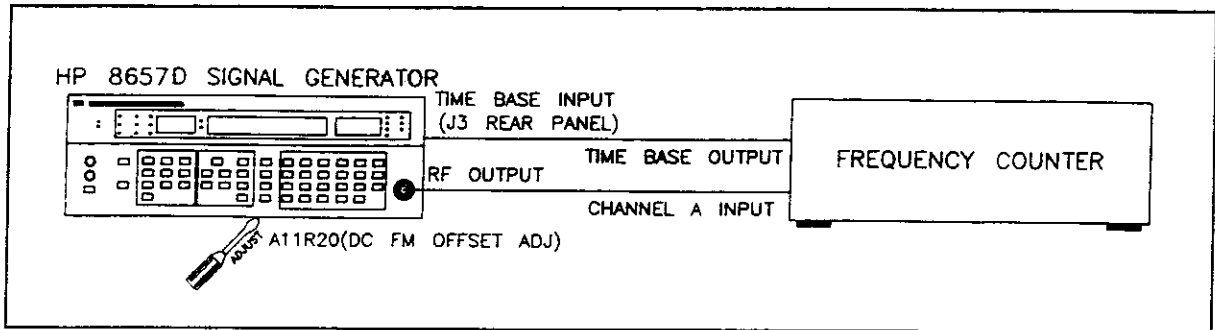 HP 8657D SIGNAL GENERATOR
TIME BASE INPUT
(J3 REAR PANEL)
TIME BASE OUTPUT
RF OUTPUT
CHANNEL A INPUT
FREQUENCY COUNTER
ADJUST
A11R20(DC FM OFFSET ADJ)